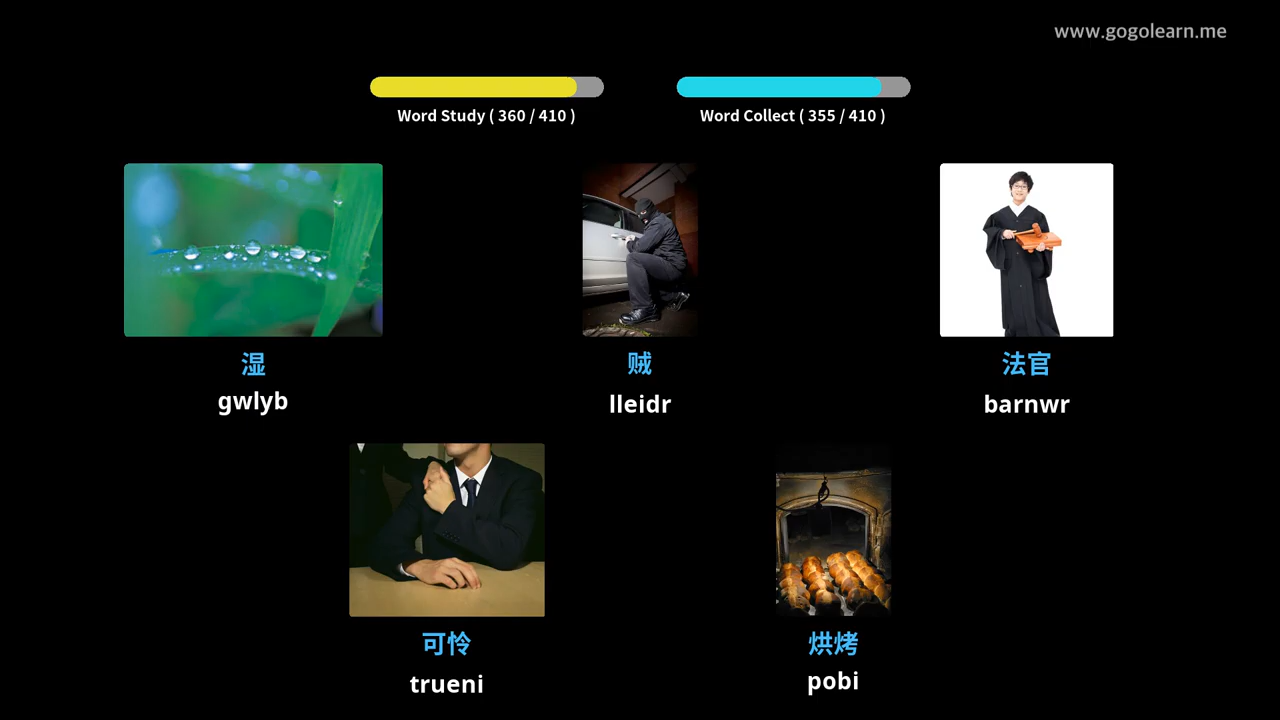 www.gogolearn.me
Word Study ( 360 / 410 )
Word Collect ( 355 / 410 )
湿
gwlyb
贼
lleidr
法官
barnwr
可怜
trueni
烘烤
pobi